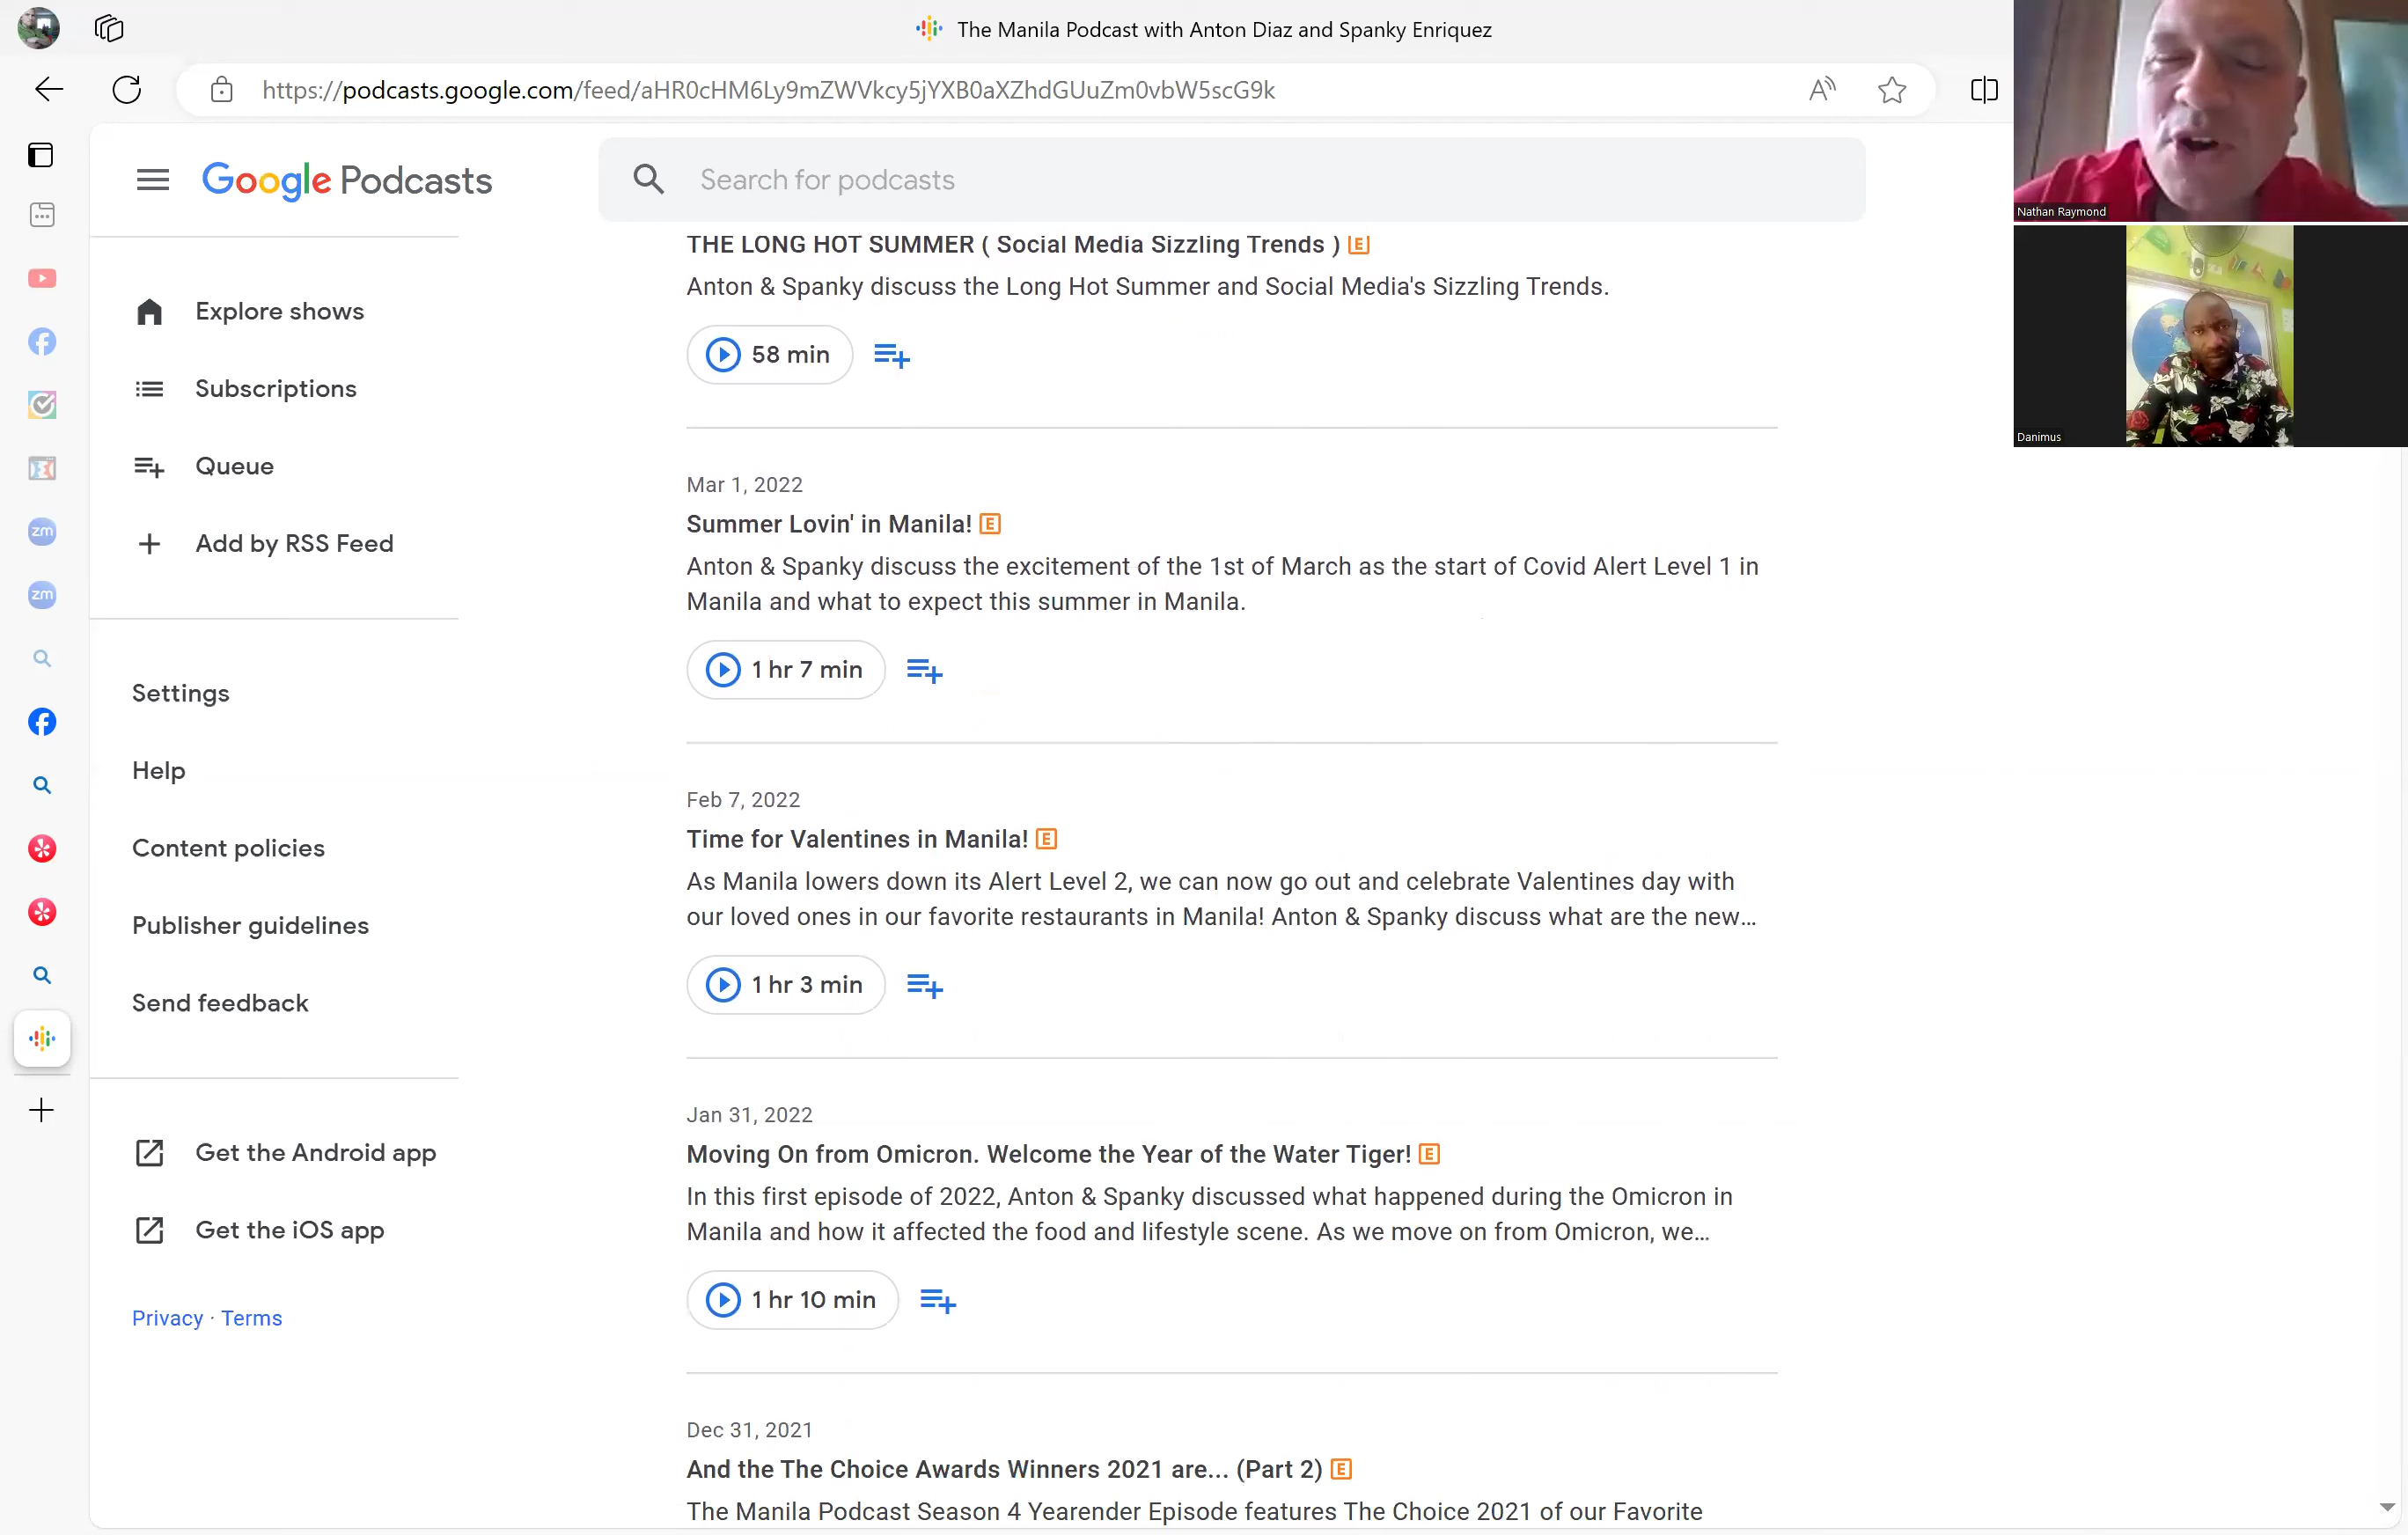 The Manila Podcast with Anton Diaz and Spanky Enriquez
https://podcasts.google.com/feed/aHR0cHM6Ly9mZWVkcy5jYXB0aXZhdGUuZm0vbW5scG9k
Google Podcasts
Search for podcasts
Nathan Raymond
Danimus
Explore shows
Subscriptions
Queue
Add by RSS Feed
Settings
Help
Content policies
Publisher guidelines
Send feedback
Get the Android app
Get the iOS app
Privacy · Terms
zm
zm
THE LONG HOT SUMMER ( Social Media Sizzling Trends ) E
Anton & Spanky discuss the Long Hot Summer and Social Media's Sizzling Trends.
58 min
Mar 1, 2022
Summer Lovin' in Manila! E
Anton & Spanky discuss the excitement of the 1st of March as the start of Covid Alert Level 1 in
Manila and what to expect this summer in Manila.
1 hr 7 min
Feb 7, 2022
Time for Valentines in Manila! E
As Manila lowers down its Alert Level 2, we can now go out and celebrate Valentines day with
our loved ones in our favorite restaurants in Manila! Anton & Spanky discuss what are the new...
1 hr 3 min
Jan 31, 2022
Moving On from Omicron. Welcome the Year of the Water Tiger! E
In this first episode of 2022, Anton & Spanky discussed what happened during the Omicron in
Manila and how it affected the food and lifestyle scene. As we move on from Omicron, we...
1 hr 10 min
Dec 31, 2021
And the The Choice Awards Winners 2021 are... (Part 2) E
The Manila Podcast Season 4 Yearender Episode features The Choice 2021 of our Favorite